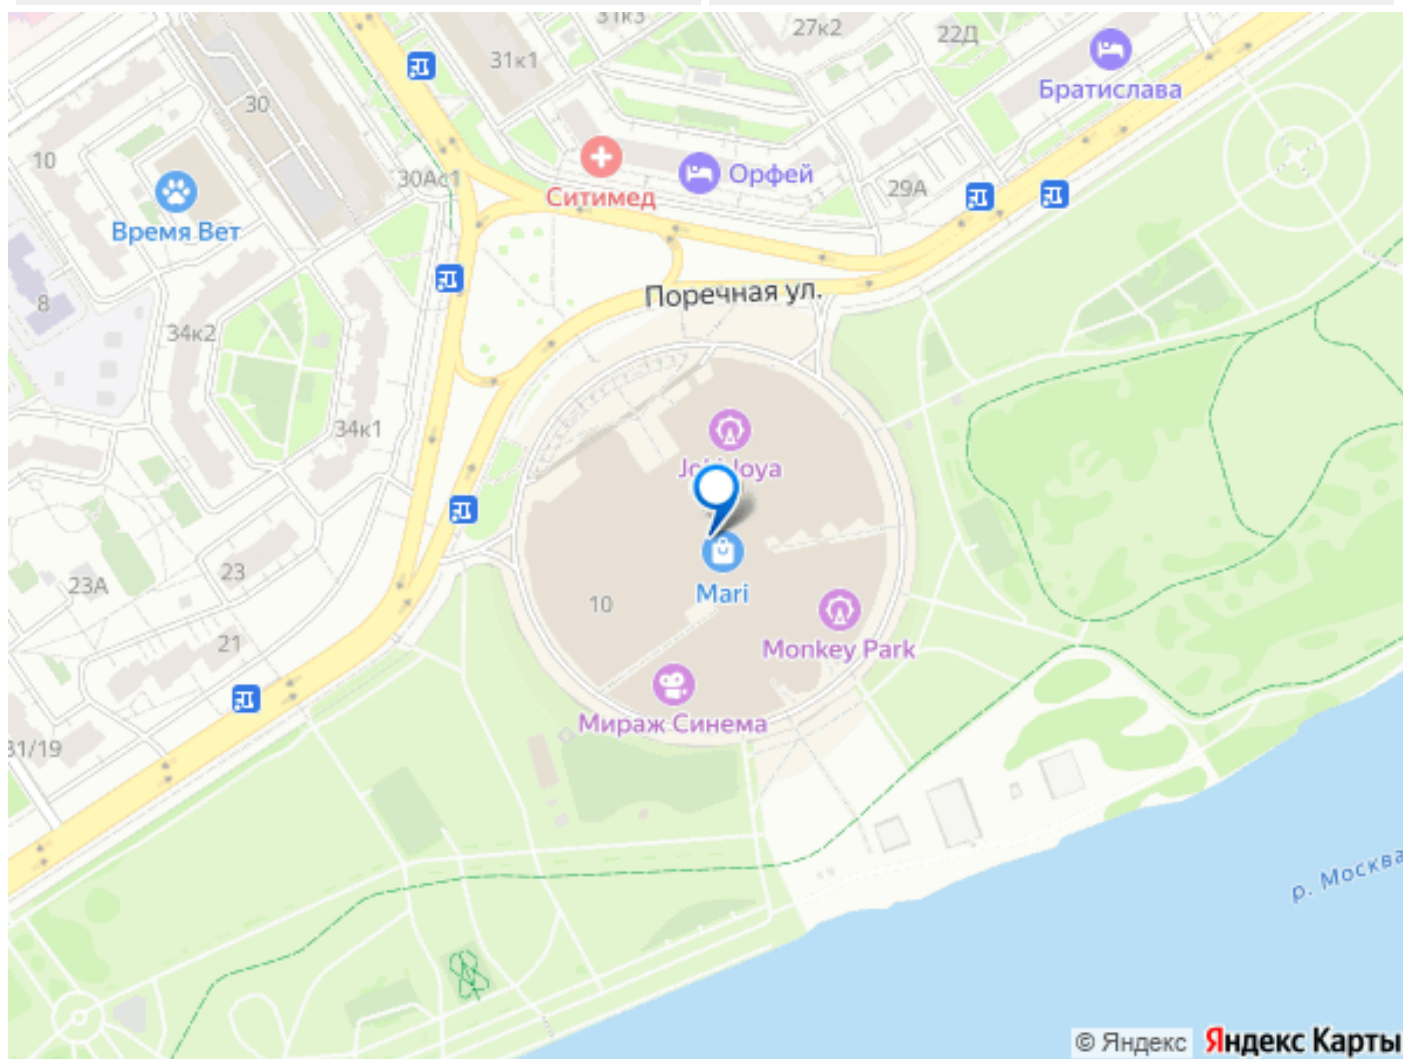 31к3
27к2
22Д
31к1
Братислава
30
10
30Ас1
Ситимед
Орфей
29А
Время Вет
8
Поречная ул.
34к2
34к1
Joya
Mari
10
23
23А
21
Monkey Park
Мираж Синема
31/19
р. Москва
© Яндекс
Яндекс Карты